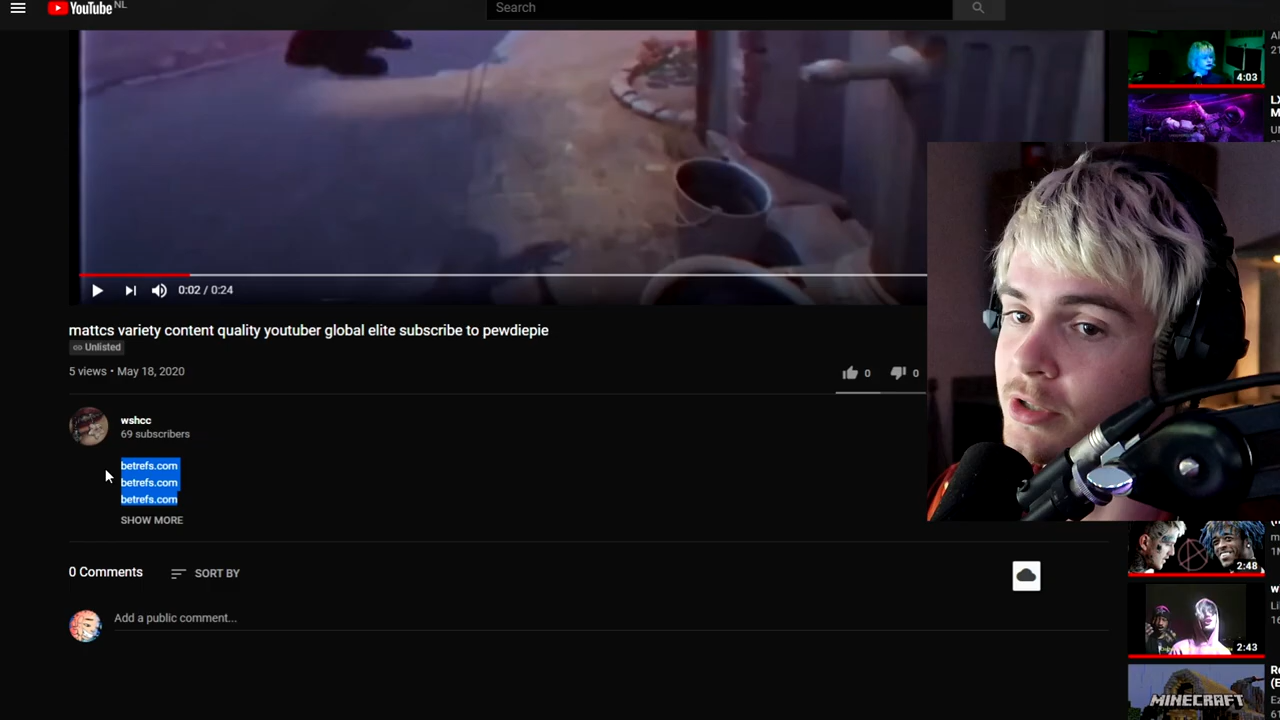 YouTube NL
Search
4:03
0:02 / 0:24
mattcs variety content quality youtuber global elite subscribe to pewdiepie
Unlisted
5 views • May 18, 2020
0
0
wshcc
69 subscribers
betrefs.com
betrefs.com
betrefs.com
SHOW MORE
0 Comments
SORT BY
Add a public comment...
2:48
2:43
MINECRAFT